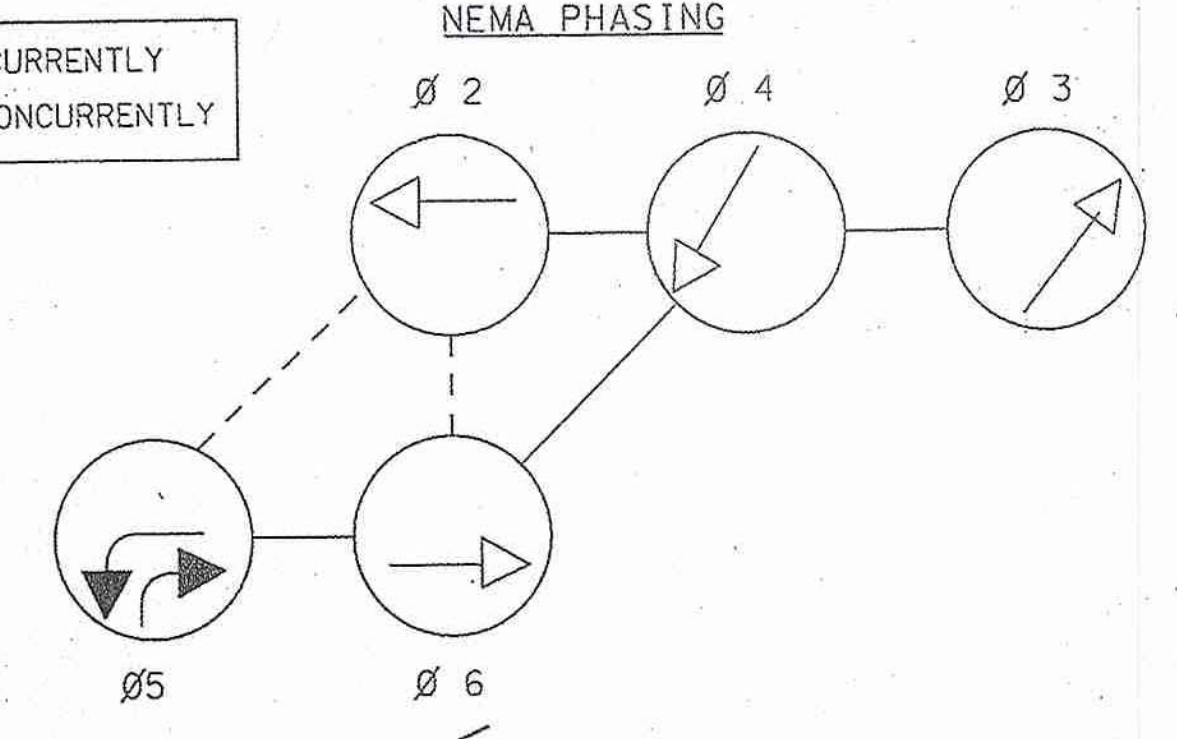 NEMA PHASING
CURRENTLY
ONCURRENTLY
Ø 2
Ø 4
Ø 3
Ø5
Ø 6